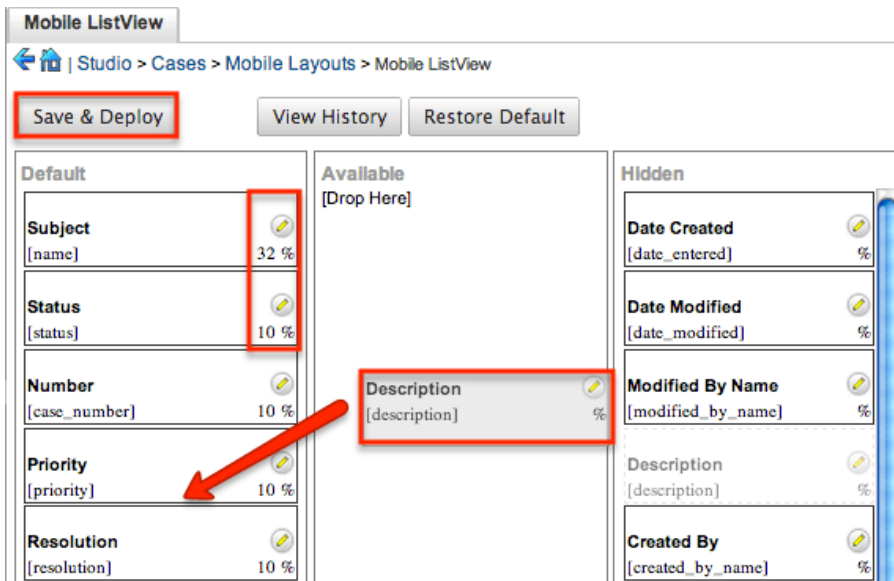 Mobile ListView
| Studio > Cases > Mobile Layouts > Mobile ListView
Save & Deploy
View History
Restore Default
Default
Subject
[name] 32 %
Status
[status] 10 %
Number
[case_number] 10 %
Priority
[priority] 10 %
Resolution
[resolution] 10 %
Available
[Drop Here]
Description
[description] %
Hidden
Date Created
[date_entered] %
Date Modified
[date_modified] %
Modified By Name
[modified_by_name] %
Description
[description] %
Created By
[created_by_name] %